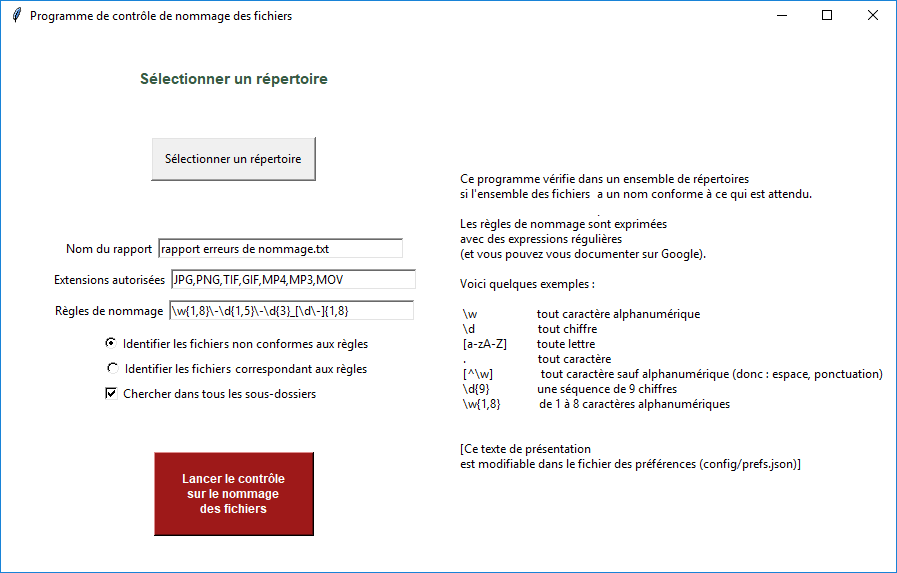 Programme de contrôle de nommage des fichiers
Sélectionner un répertoire
Sélectionner un répertoire
Nom du rapport rapport erreurs de nommage.txt
Extensions autorisées JPG,PNG,TIF,GIF,MP4,MP3,MOV
Règles de nommage \w{1,8}\-\d{1,5}\-\d{3}_[\d\-]{1,8}
Identifier les fichiers non conformes aux règles
Identifier les fichiers correspondant aux règles
Chercher dans tous les sous-dossiers
Lancer le contrôle
sur le nommage
des fichiers
Ce programme vérifie dans un ensemble de répertoires
si l'ensemble des fichiers  a un nom conforme à ce qui est attendu.
.
Les règles de nommage sont exprimées
avec des expressions régulières
(et vous pouvez vous documenter sur Google).
Voici quelques exemples :
\w tout caractère alphanumérique
\d tout chiffre
[a-zA-Z] toute lettre
. tout caractère
[^\w] tout caractère sauf alphanumérique (donc : espace, ponctuation)
\d{9} une séquence de 9 chiffres
\w{1,8} de 1 à 8 caractères alphanumériques
[Ce texte de présentation
est modifiable dans le fichier des préférences (config/prefs.json)]